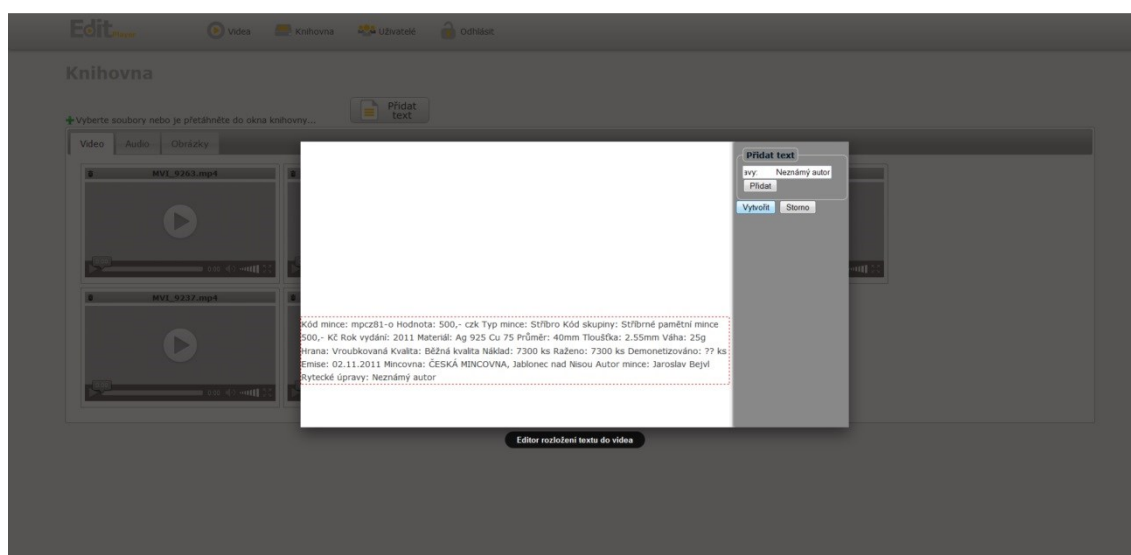 Edit
Videa
Knihovna
Uživatelé
Odhlásit
Knihovna
Vyberte soubory nebo je přetáhněte do okna knihovny...
Přidat
text
Video
Audio
Obrázky
MVI_9263.mp4
0:00
MVI_9237.mp4
0:00
Kód mince: mpcz81-o Hodnota: 500,- czk Typ mince: Stříbro Kód skupiny: Stříbrné pamětní mince
500,- Kč Rok vydání: 2011 Materiál: Ag 925 Cu 75 Průměr: 40mm Tloušťka: 2.55mm Váha: 25g
Hrana: Vroubkovaná Kvalita: Běžná kvalita Náklad: 7300 ks Raženo: 7300 ks Demonetizováno: ?? ks
Emise: 02.11.2011 Mincovna: ČESKÁ MINCOVNA, Jablonec nad Nisou Autor mince: Jaroslav Bejvl
Rytecké úpravy: Neznámý autor
Přidat text
avy: Neznámý autor
Přidat
Vytvořit
Storno
Editor rozložení textu do videa